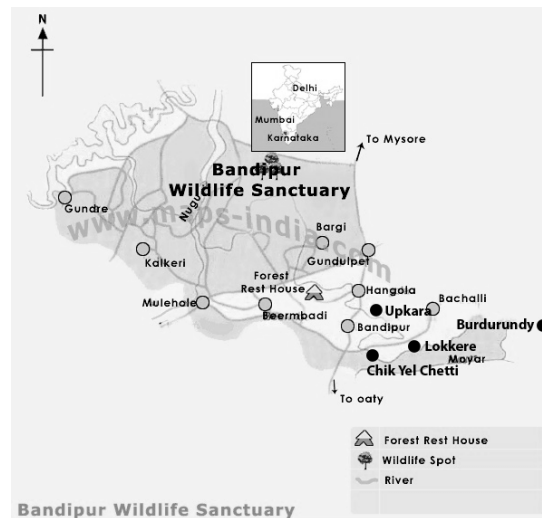 N
Delhi
Mumbai
Karnataka
To Mysore
Bandipur
Wildlife Sanctuary
www.maps-india.com
Gundre
Nugu
Bargi
Kalkeri
Gundulpet
Forest
Rest House
Hangola
Bachalli
Mulehale
Beermbadi
Upkara
Bandipur
Burdurundy
Lokkere
Moyar
Chik Yel Chetti
To oaty
Forest Rest House
Wildlife Spot
River
Bandipur Wildlife Sanctuary